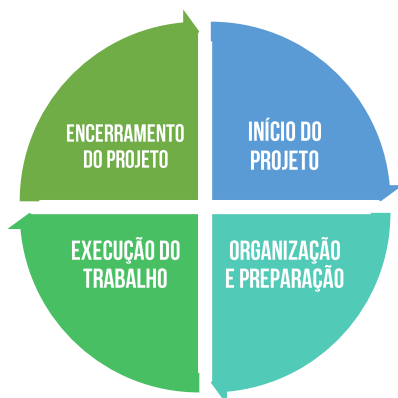 ENCERRAMENTO
DO PROJETO
INÍCIO DO
PROJETO
EXECUÇÃO DO
TRABALHO
ORGANIZAÇÃO
E PREPARAÇÃO